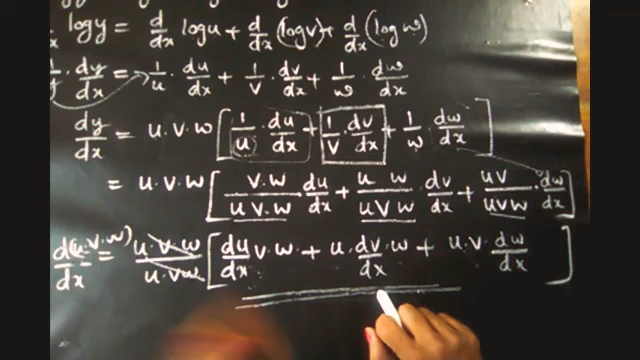 d/dx log y = d/dx log u + d/dx (log v) + d/dx (log w)
1/y · dy/dx = 1/u · du/dx + 1/v · dv/dx + 1/w · dw/dx
dy/dx = u·v·w [ 1/u · du/dx + 1/v · dv/dx + 1/w · dw/dx ]
= u·v·w [ v·w/u·v·w du/dx + u w/u v w · dv/dx + uv/uvw · dw/dx ]
d(u·v·w)/dx = u·v·w/u·v·w [ du/dx v·w + u·dv/dx·w + u·v·dw/dx ]